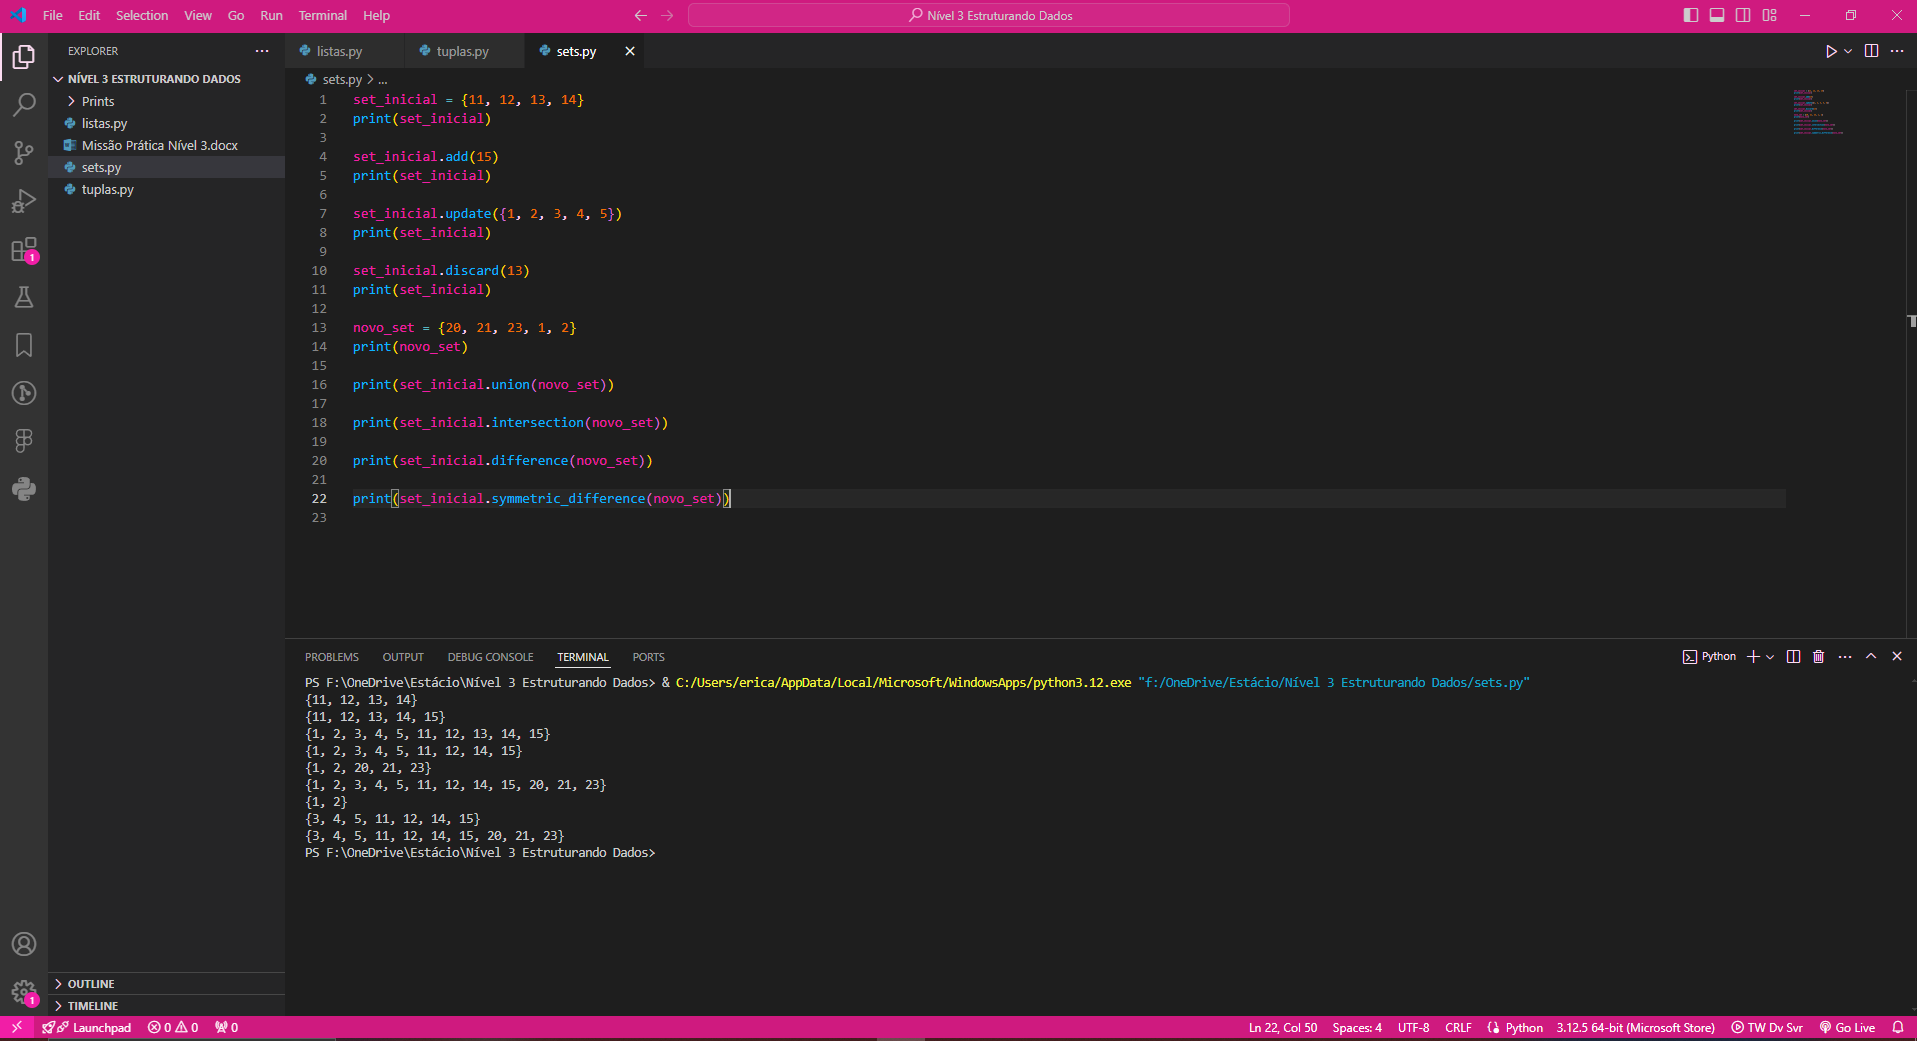 File Edit Selection View Go Run Terminal Help
Nível 3 Estruturando Dados
EXPLORER
NÍVEL 3 ESTRUTURANDO DADOS
Prints
listas.py
Missão Prática Nível 3.docx
sets.py
tuplas.py
OUTLINE
TIMELINE
1
1
listas.py tuplas.py sets.py
sets.py > ...
1 set_inicial = {11, 12, 13, 14}
2 print(set_inicial)
3
4 set_inicial.add(15)
5 print(set_inicial)
6
7 set_inicial.update({1, 2, 3, 4, 5})
8 print(set_inicial)
9
10 set_inicial.discard(13)
11 print(set_inicial)
12
13 novo_set = {20, 21, 23, 1, 2}
14 print(novo_set)
15
16 print(set_inicial.union(novo_set))
17
18 print(set_inicial.intersection(novo_set))
19
20 print(set_inicial.difference(novo_set))
21
22 print(set_inicial.symmetric_difference(novo_set))
23
PROBLEMS OUTPUT DEBUG CONSOLE TERMINAL PORTS
Python
PS F:\OneDrive\Estácio\Nível 3 Estruturando Dados> & C:/Users/erica/AppData/Local/Microsoft/WindowsApps/python3.12.exe "f:/OneDrive/Estácio/Nível 3 Estruturando Dados/sets.py"
{11, 12, 13, 14}
{11, 12, 13, 14, 15}
{1, 2, 3, 4, 5, 11, 12, 13, 14, 15}
{1, 2, 3, 4, 5, 11, 12, 14, 15}
{1, 2, 20, 21, 23}
{1, 2, 3, 4, 5, 11, 12, 14, 15, 20, 21, 23}
{1, 2}
{3, 4, 5, 11, 12, 14, 15}
{3, 4, 5, 11, 12, 14, 15, 20, 21, 23}
PS F:\OneDrive\Estácio\Nível 3 Estruturando Dados>
Launchpad 0 0 0 Ln 22, Col 50 Spaces: 4 UTF-8 CRLF Python 3.12.5 64-bit (Microsoft Store) TW Dv Svr Go Live